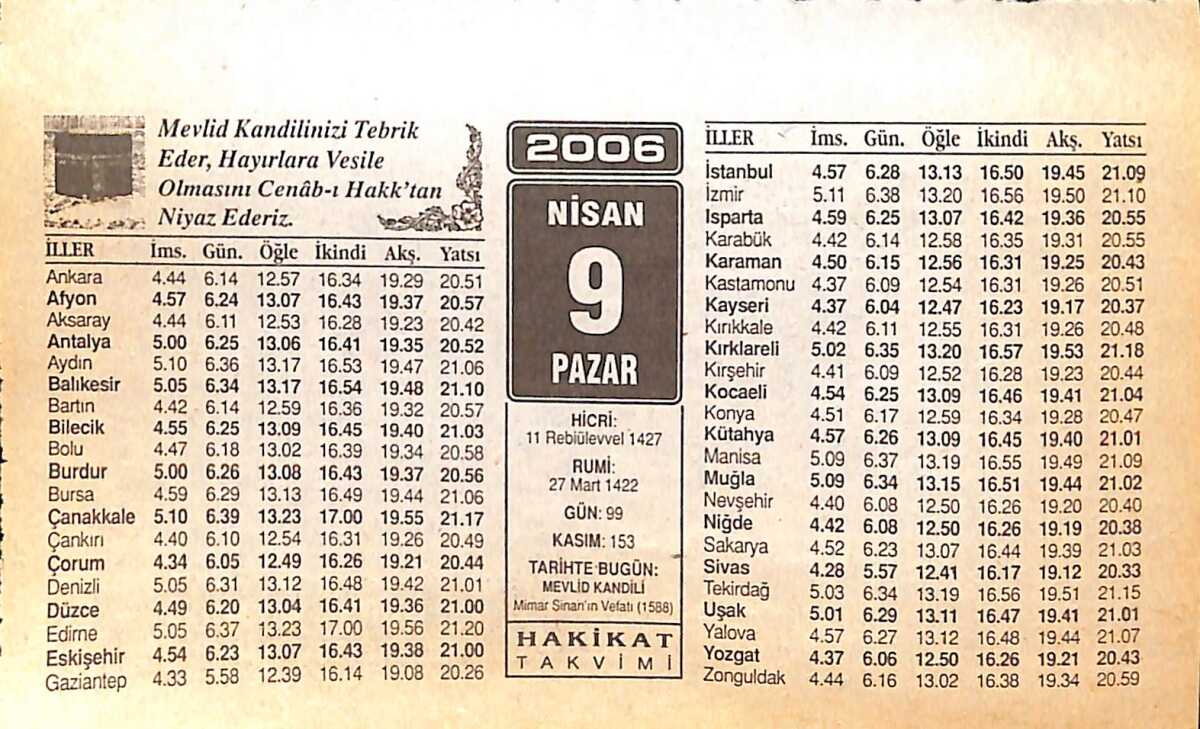 Mevlid Kandilinizi Tebrik
Eder, Hayırlara Vesile
Olmasını Cenâb-ı Hakk'tan
Niyaz Ederiz.
İLLER İms. Gün. Öğle İkindi Akş. Yatsı
Ankara 4.44 6.14 12.57 16.34 19.29 20.51
Afyon 4.57 6.24 13.07 16.43 19.37 20.57
Aksaray 4.44 6.11 12.53 16.28 19.23 20.42
Antalya 5.00 6.25 13.06 16.41 19.35 20.52
Aydın 5.10 6.36 13.17 16.53 19.47 21.06
Balıkesir 5.05 6.34 13.17 16.54 19.48 21.10
Bartın 4.42 6.14 12.59 16.36 19.32 20.57
Bilecik 4.55 6.25 13.09 16.45 19.40 21.03
Bolu 4.47 6.18 13.02 16.39 19.34 20.58
Burdur 5.00 6.26 13.08 16.43 19.37 20.56
Bursa 4.59 6.29 13.13 16.49 19.44 21.06
Çanakkale 5.10 6.39 13.23 17.00 19.55 21.17
Çankırı 4.40 6.10 12.54 16.31 19.26 20.49
Çorum 4.34 6.05 12.49 16.26 19.21 20.44
Denizli 5.05 6.31 13.12 16.48 19.42 21.01
Düzce 4.49 6.20 13.04 16.41 19.36 21.00
Edirne 5.05 6.37 13.23 17.00 19.56 21.20
Eskişehir 4.54 6.23 13.07 16.43 19.38 21.00
Gaziantep 4.33 5.58 12.39 16.14 19.08 20.26
2006
NİSAN
9
PAZAR
HİCRİ:
11 Rebiülevvel 1427
RUMİ:
27 Mart 1422
GÜN: 99
KASIM: 153
TARİHTE BUGÜN:
MEVLİD KANDİLİ
Mimar Sinan'ın Vefatı (1588)
HAKİKAT
TAKVİMİ
İLLER İms. Gün. Öğle İkindi Akş. Yatsı
İstanbul 4.57 6.28 13.13 16.50 19.45 21.09
İzmir 5.11 6.38 13.20 16.56 19.50 21.10
Isparta 4.59 6.25 13.07 16.42 19.36 20.55
Karabük 4.42 6.14 12.58 16.35 19.31 20.55
Karaman 4.50 6.15 12.56 16.31 19.25 20.43
Kastamonu 4.37 6.09 12.54 16.31 19.26 20.51
Kayseri 4.37 6.04 12.47 16.23 19.17 20.37
Kırıkkale 4.42 6.11 12.55 16.31 19.26 20.48
Kırklareli 5.02 6.35 13.20 16.57 19.53 21.18
Kırşehir 4.41 6.09 12.52 16.28 19.23 20.44
Kocaeli 4.54 6.25 13.09 16.46 19.41 21.04
Konya 4.51 6.17 12.59 16.34 19.28 20.47
Kütahya 4.57 6.26 13.09 16.45 19.40 21.01
Manisa 5.09 6.37 13.19 16.55 19.49 21.09
Muğla 5.09 6.34 13.15 16.51 19.44 21.02
Nevşehir 4.40 6.08 12.50 16.26 19.20 20.40
Niğde 4.42 6.08 12.50 16.26 19.19 20.38
Sakarya 4.52 6.23 13.07 16.44 19.39 21.03
Sivas 4.28 5.57 12.41 16.17 19.12 20.33
Tekirdağ 5.03 6.34 13.19 16.56 19.51 21.15
Uşak 5.01 6.29 13.11 16.47 19.41 21.01
Yalova 4.57 6.27 13.12 16.48 19.44 21.07
Yozgat 4.37 6.06 12.50 16.26 19.21 20.43
Zonguldak 4.44 6.16 13.02 16.38 19.34 20.59